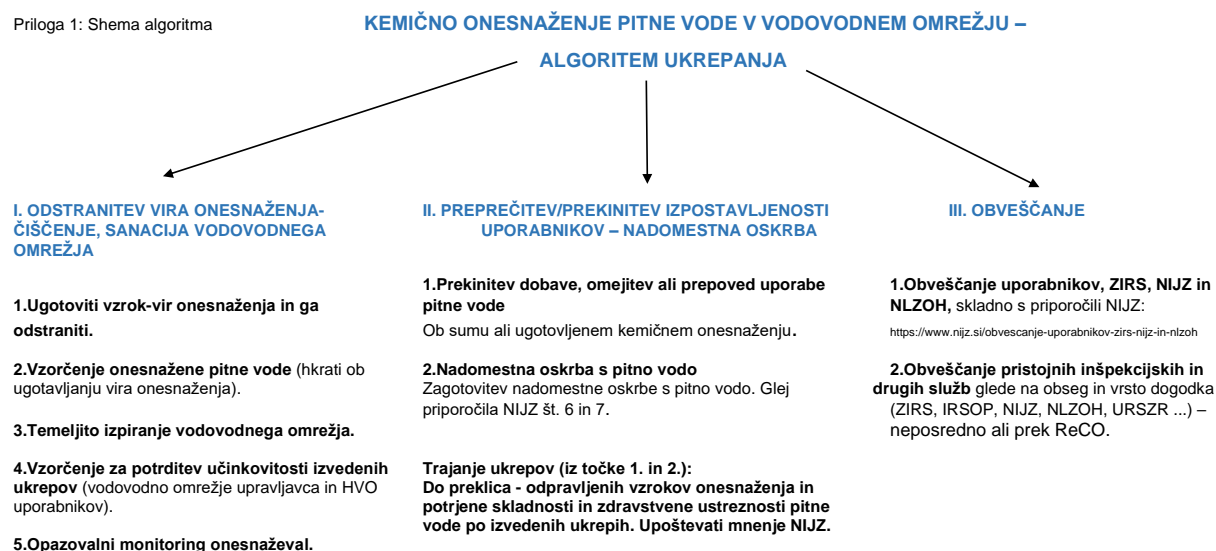 Priloga 1: Shema algoritma
KEMIČNO ONESNAŽENJE PITNE VODE V VODOVODNEM OMREŽJU –
ALGORITEM UKREPANJA
I. ODSTRANITEV VIRA ONESNAŽENJA-
ČIŠČENJE, SANACIJA VODOVODNEGA
OMREŽJA
1.Ugotoviti vzrok-vir onesnaženja in ga
odstraniti.
2.Vzorčenje onesnažene pitne vode (hkrati ob
ugotavljanju vira onesnaženja).
3.Temeljito izpiranje vodovodnega omrežja.
4.Vzorčenje za potrditev učinkovitosti izvedenih
ukrepov (vodovodno omrežje upravljavca in HVO
uporabnikov).
5.Opazovalni monitoring onesnaževal.
II. PREPREČITEV/PREKINITEV IZPOSTAVLJENOSTI
UPORABNIKOV – NADOMESTNA OSKRBA
1.Prekinitev dobave, omejitev ali prepoved uporabe
pitne vode
Ob sumu ali ugotovljenem kemičnem onesnaženju.
2.Nadomestna oskrba s pitno vodo
Zagotovitev nadomestne oskrbe s pitno vodo. Glej
priporočila NIJZ št. 6 in 7.
Trajanje ukrepov (iz točke 1. in 2.):
Do preklica - odpravljenih vzrokov onesnaženja in
potrjene skladnosti in zdravstvene ustreznosti pitne
vode po izvedenih ukrepih. Upoštevati mnenje NIJZ.
III. OBVEŠČANJE
1.Obveščanje uporabnikov, ZIRS, NIJZ in
NLZOH, skladno s priporočili NIJZ:
https://www.nijz.si/obvescanje-uporabnikov-zirs-nijz-in-nlzoh
2.Obveščanje pristojnih inšpekcijskih in
drugih služb glede na obseg in vrsto dogodka
(ZIRS, IRSOP, NIJZ, NLZOH, URSZR ...) –
neposredno ali prek ReCO.